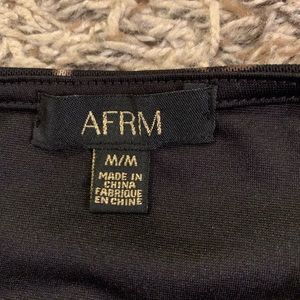 AFRM
M/M
MADE IN
CHINA
FABRIQUE
EN CHINE